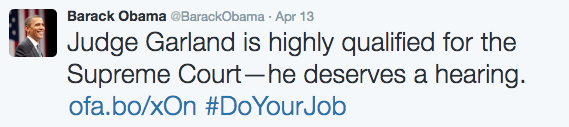 Barack Obama @BarackObama · Apr 13
Judge Garland is highly qualified for the
Supreme Court—he deserves a hearing.
ofa.bo/xOn #DoYourJob